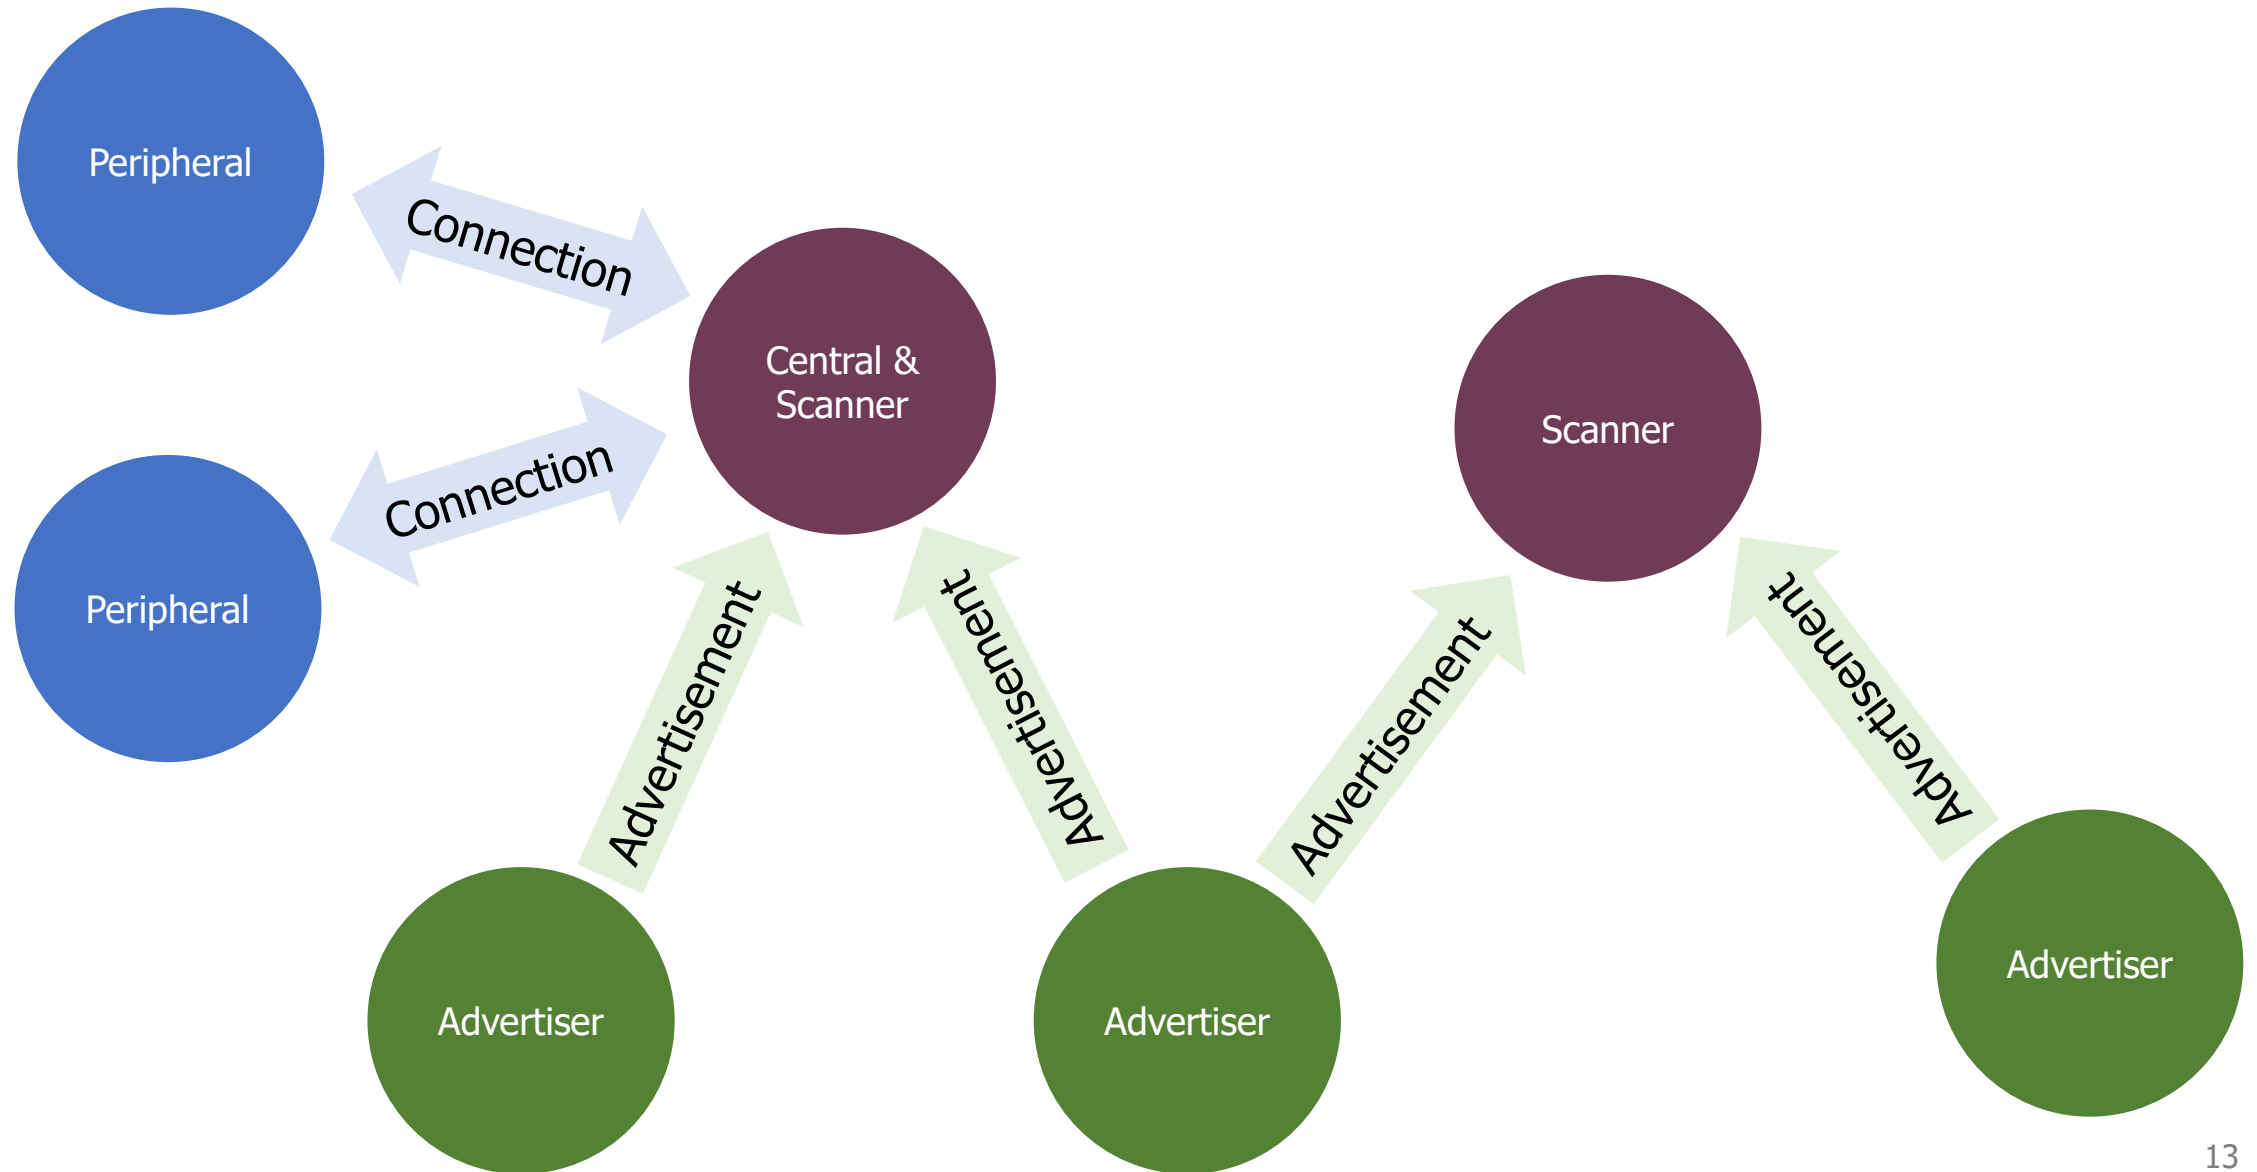 Peripheral
Connection
Central &
Scanner
Scanner
Connection
Peripheral
Advertisement
Advertisement
Advertisement
Advertisement
Advertiser
Advertiser
Advertiser
13